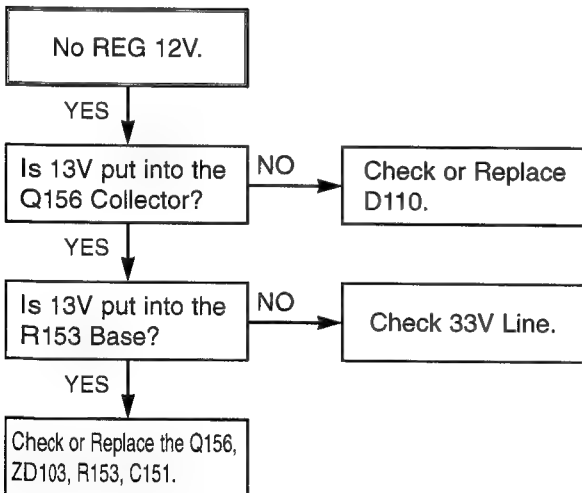 No REG 12V.
YES
Is 13V put into the
Q156 Collector?
NO
Check or Replace
D110.
YES
Is 13V put into the
R153 Base?
NO
Check 33V Line.
YES
Check or Replace the Q156,
ZD103, R153, C151.